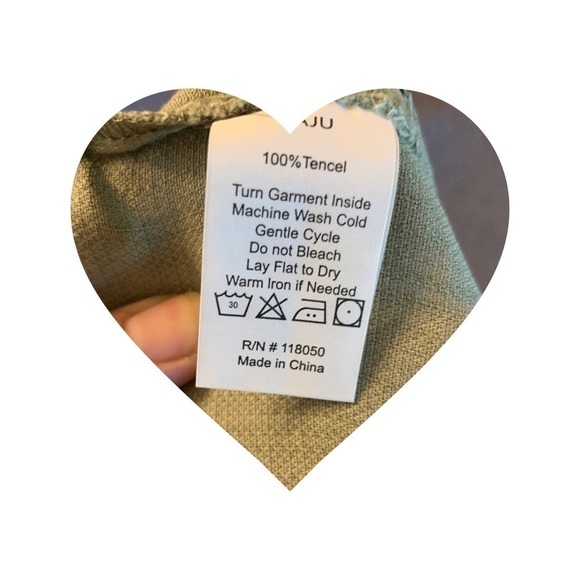 100%Tencel
Turn Garment Inside
Machine Wash Cold
Gentle Cycle
Do not Bleach
Lay Flat to Dry
Warm Iron if Needed
30
R/N # 118050
Made in China